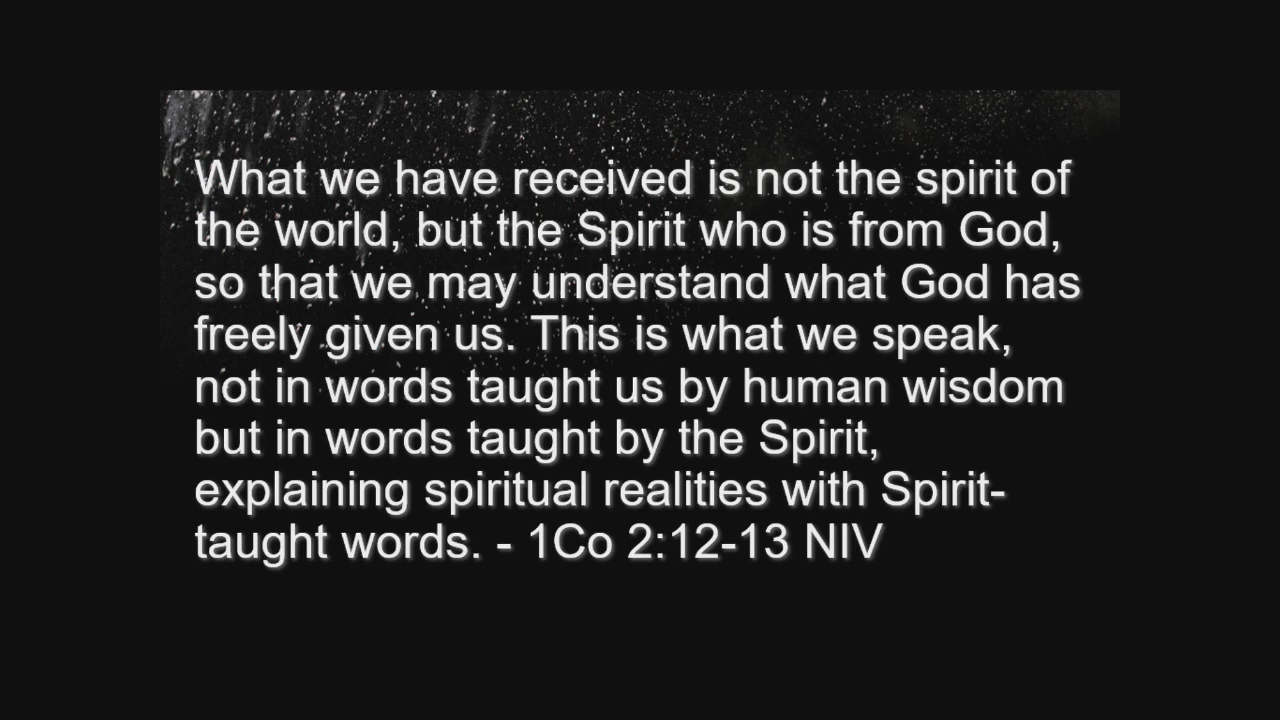 What we have received is not the spirit of
the world, but the Spirit who is from God,
so that we may understand what God has
freely given us. This is what we speak,
not in words taught us by human wisdom
but in words taught by the Spirit,
explaining spiritual realities with Spirit-
taught words. - 1Co 2:12-13 NIV